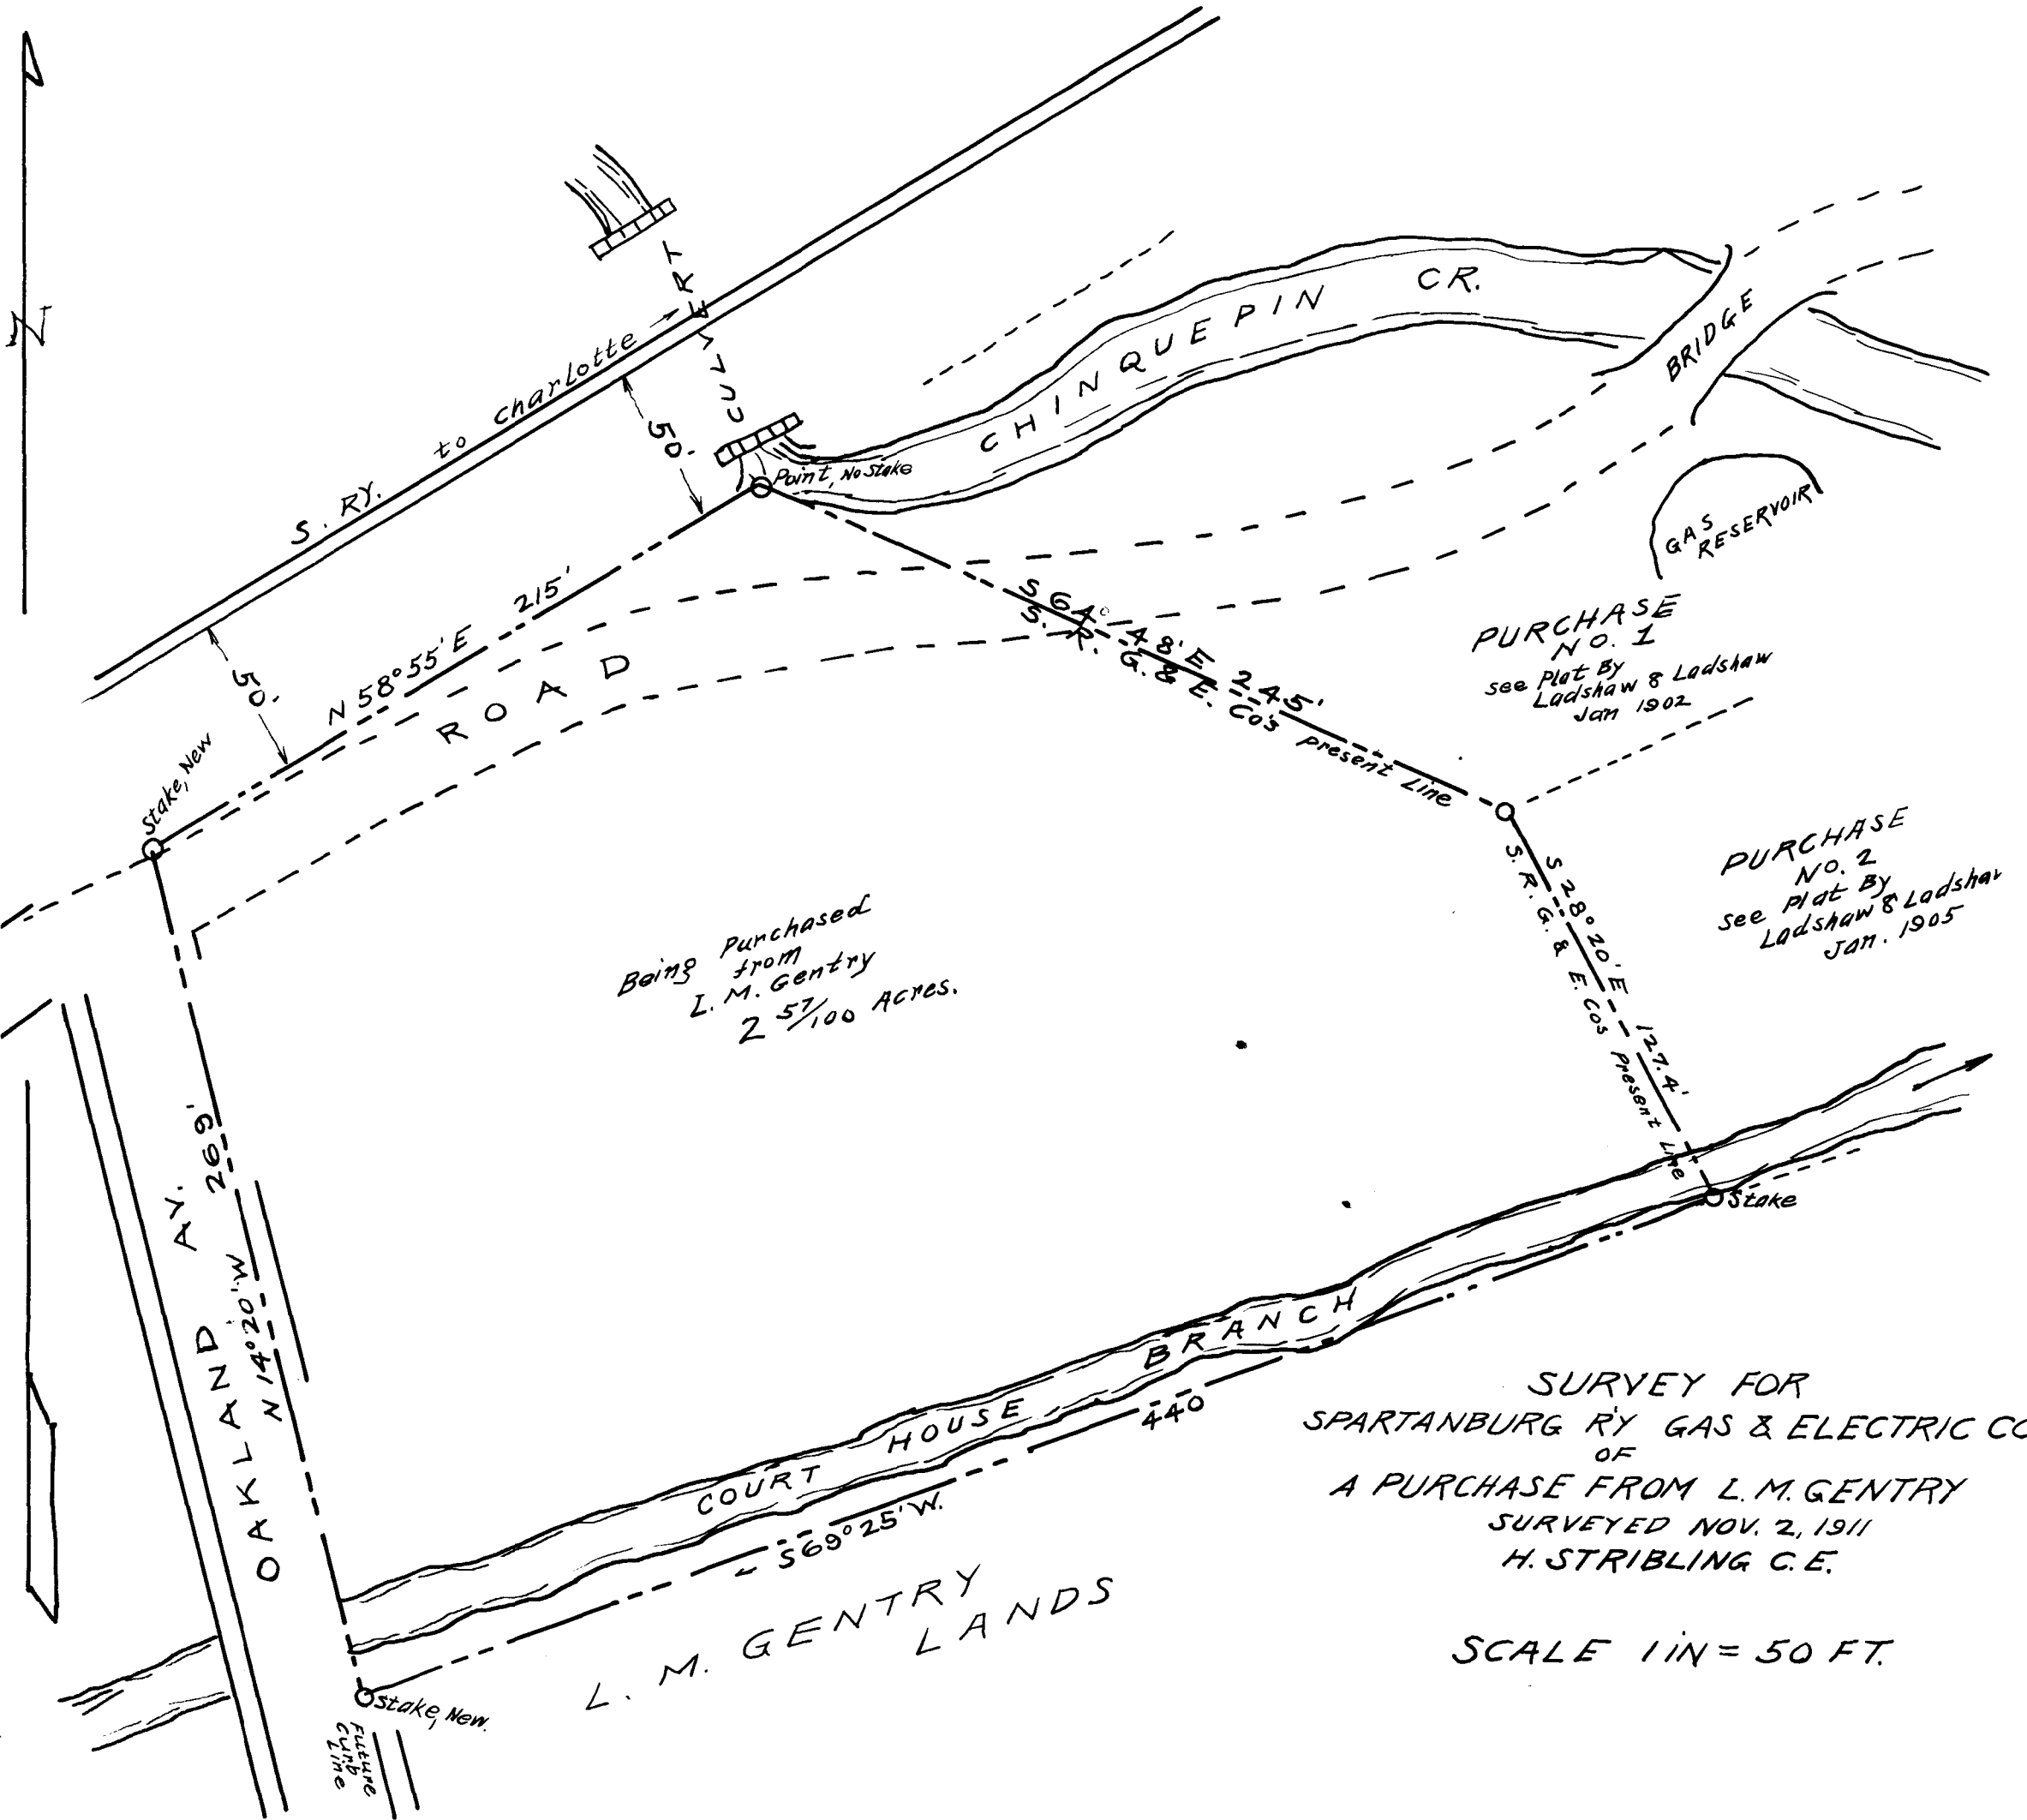 N
CULVERT
S. RY. to Charlotte
50'
50'
CHINQUEPIN CR.
BRIDGE
Point, No Stake
GAS
RESERVOIR
N 58° 55' E 215'
ROAD
S 64° 48' E 245'
S. R. G. & E. Co's present Line
PURCHASE
NO. 1
see Plat By
Ladshaw & Ladshaw
Jan 1902
Stake, New
PURCHASE
NO. 2
see Plat By
Ladshaw & Ladshaw
Jan. 1905
S 28° 20' E 127.4'
S. R. G. & E. Cos Present Line
Being Purchased
from
L. M. Gentry
2 57/100 Acres.
OAKLAND AV.
N 14° 20' W 269'
Stake
COURT HOUSE BRANCH
S 69° 25' W. 440
L. M. GENTRY
LANDS
Stake, New.
Future
Curb
Line
SURVEY FOR
SPARTANBURG R'Y GAS & ELECTRIC CO
OF
A PURCHASE FROM L. M. GENTRY
SURVEYED NOV. 2, 1911
H. STRIBLING C.E.
SCALE 1 IN = 50 FT.